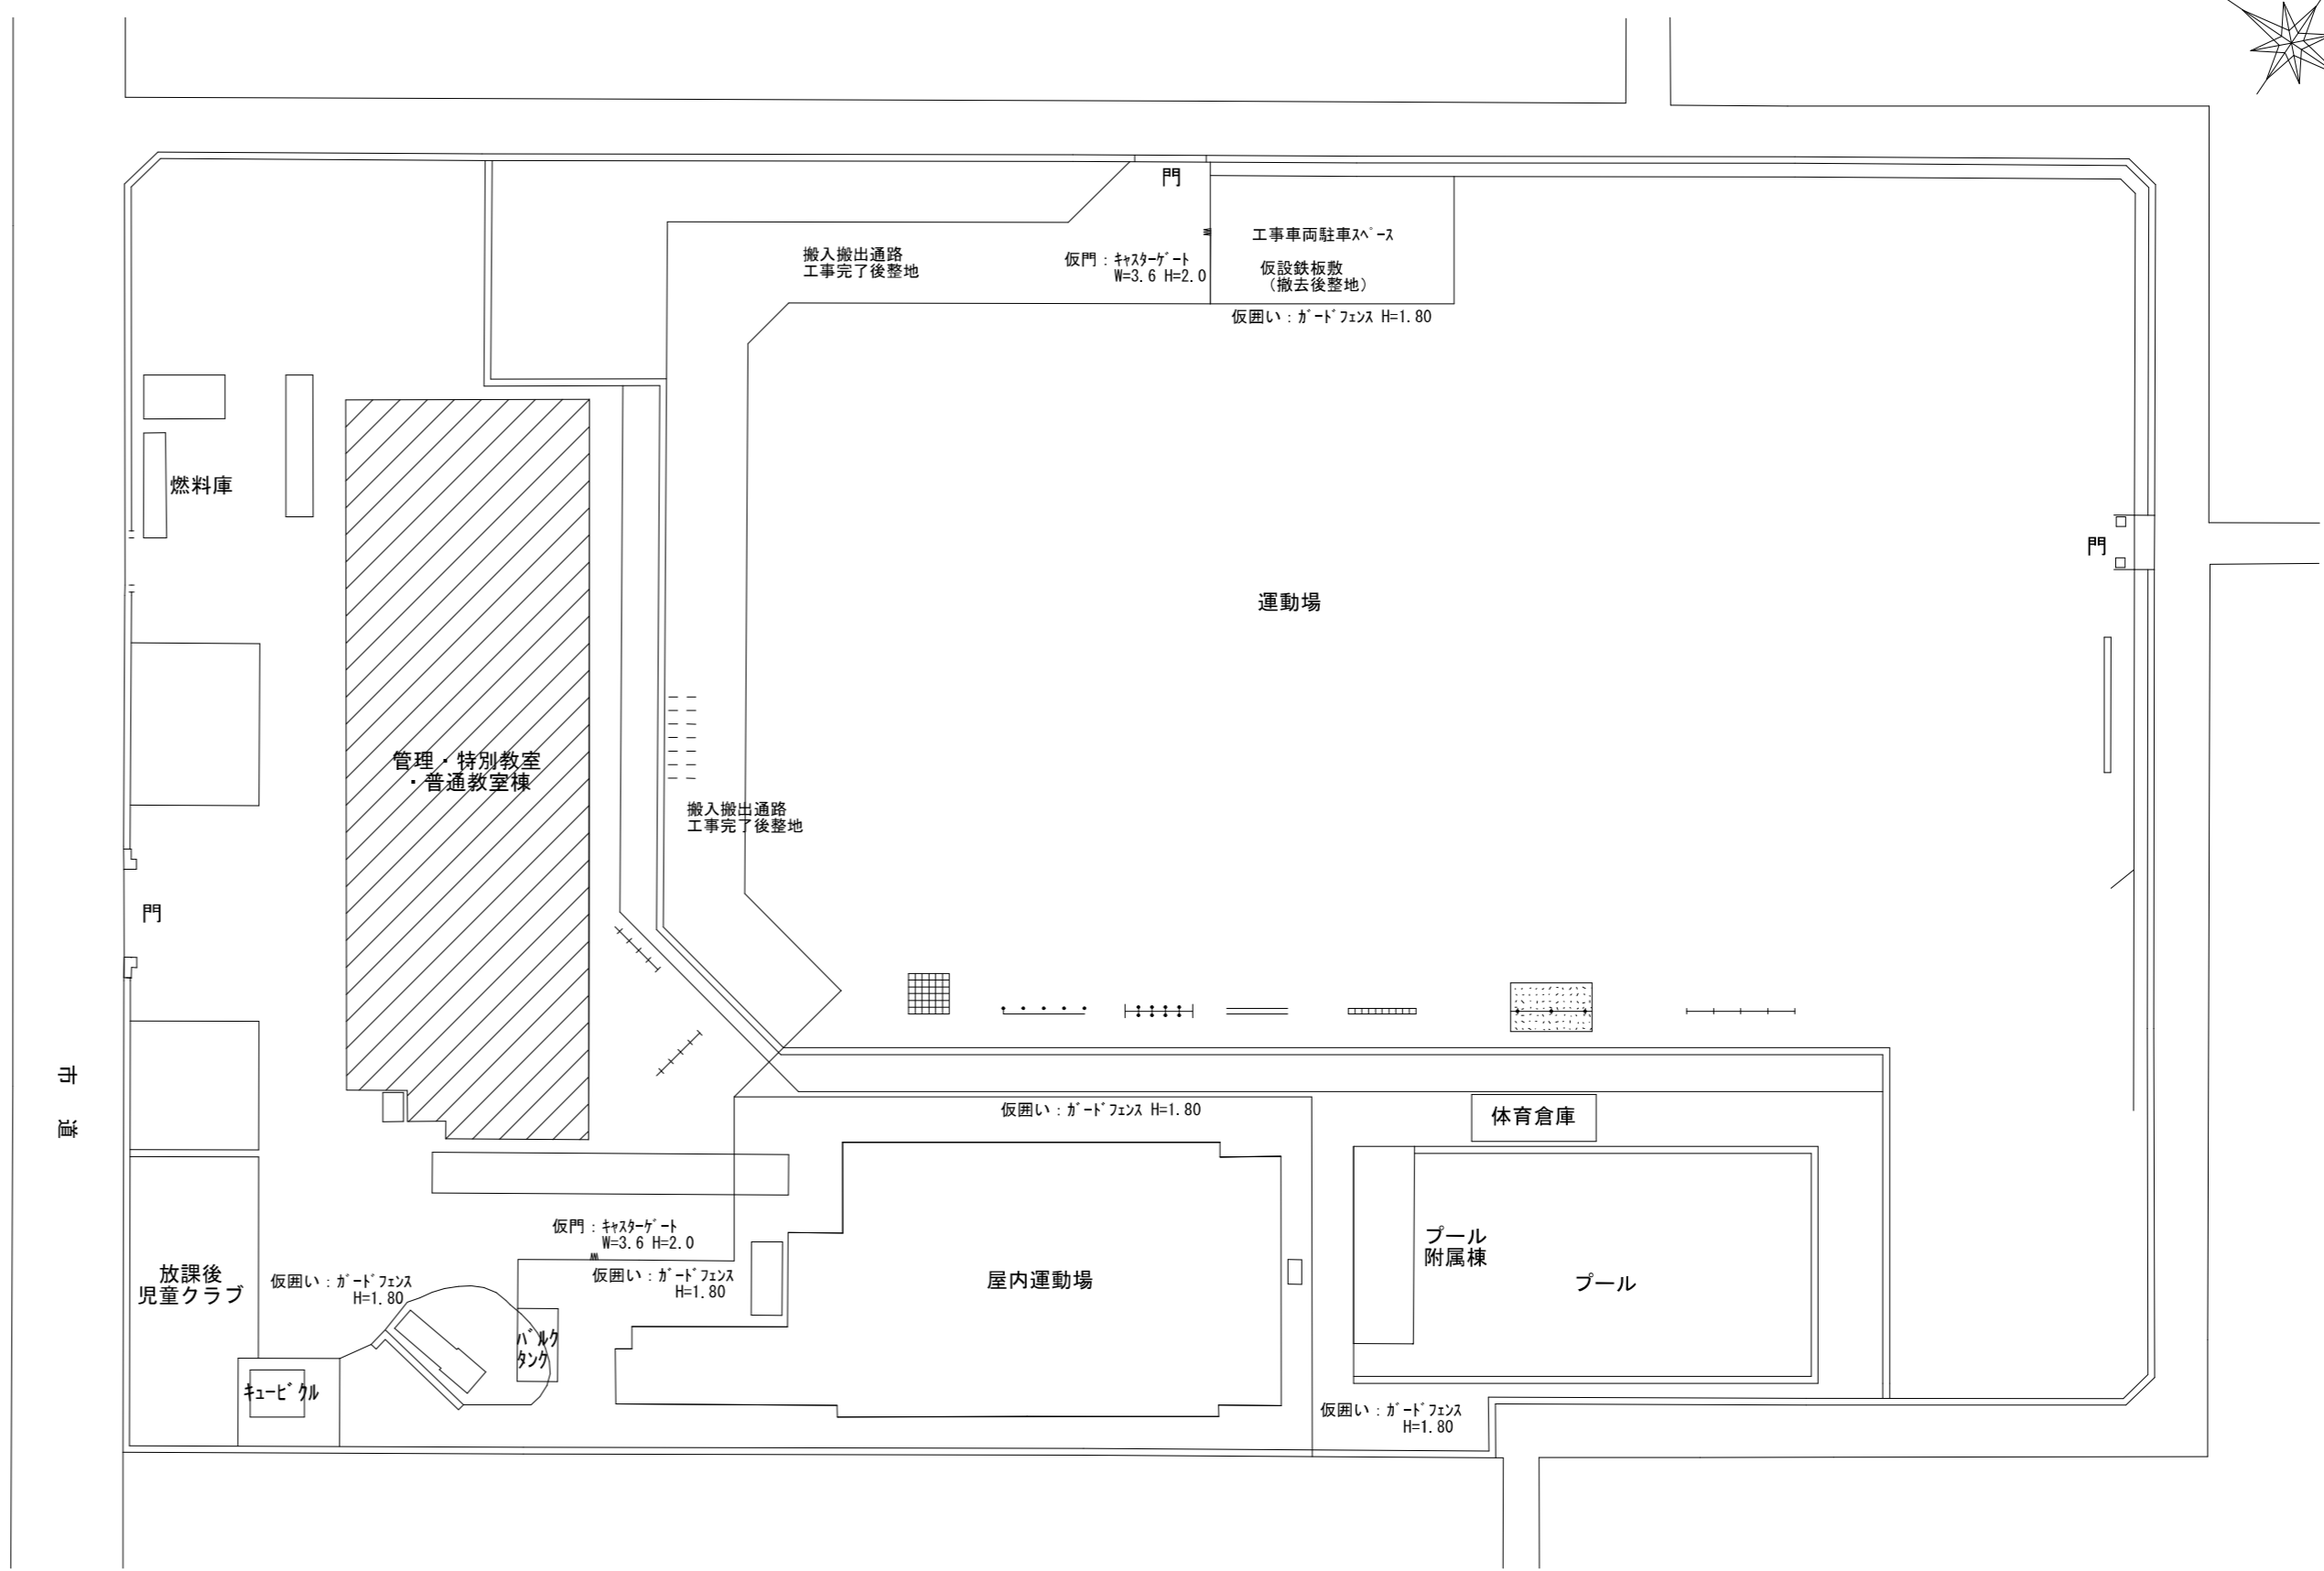 門
工事車両駐車ｽﾍﾟｰｽ
搬入搬出通路
工事完了後整地
仮門：ｷｬｽﾀｰｹﾞｰﾄ
W=3.6 H=2.0
仮設鉄板敷
（撤去後整地）
仮囲い：ｶﾞｰﾄﾞﾌｪﾝｽ H=1.80
燃料庫
門
運動場
管理・特別教室
・普通教室棟
搬入搬出通路
工事完了後整地
門
市道
仮囲い：ｶﾞｰﾄﾞﾌｪﾝｽ H=1.80
体育倉庫
仮門：ｷｬｽﾀｰｹﾞｰﾄ
W=3.6 H=2.0
プール
附属棟
放課後
児童クラブ
仮囲い：ｶﾞｰﾄﾞﾌｪﾝｽ
H=1.80
仮囲い：ｶﾞｰﾄﾞﾌｪﾝｽ
H=1.80
屋内運動場
プール
ﾊﾞﾙｸ
ﾀﾝｸ
ｷｭｰﾋﾞｸﾙ
仮囲い：ｶﾞｰﾄﾞﾌｪﾝｽ
H=1.80